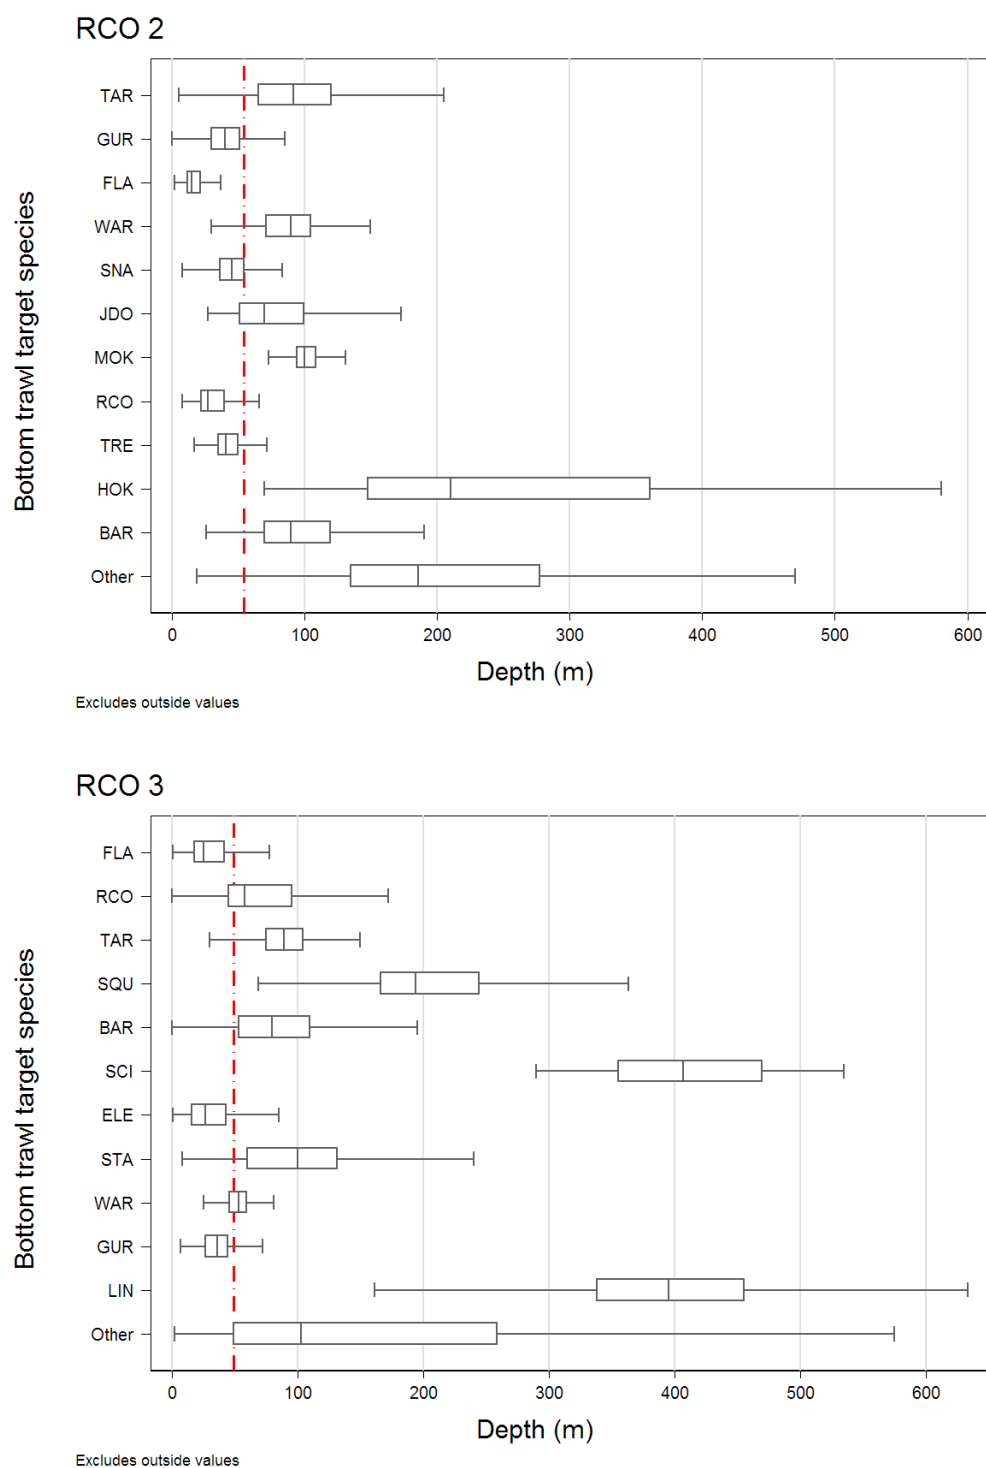 RCO 2
Bottom trawl target species
TAR
GUR
FLA
WAR
SNA
JDO
MOK
RCO
TRE
HOK
BAR
Other
0 100 200 300 400 500 600
Depth (m)
Excludes outside values
RCO 3
Bottom trawl target species
FLA
RCO
TAR
SQU
BAR
SCI
ELE
STA
WAR
GUR
LIN
Other
0 100 200 300 400 500 600
Depth (m)
Excludes outside values